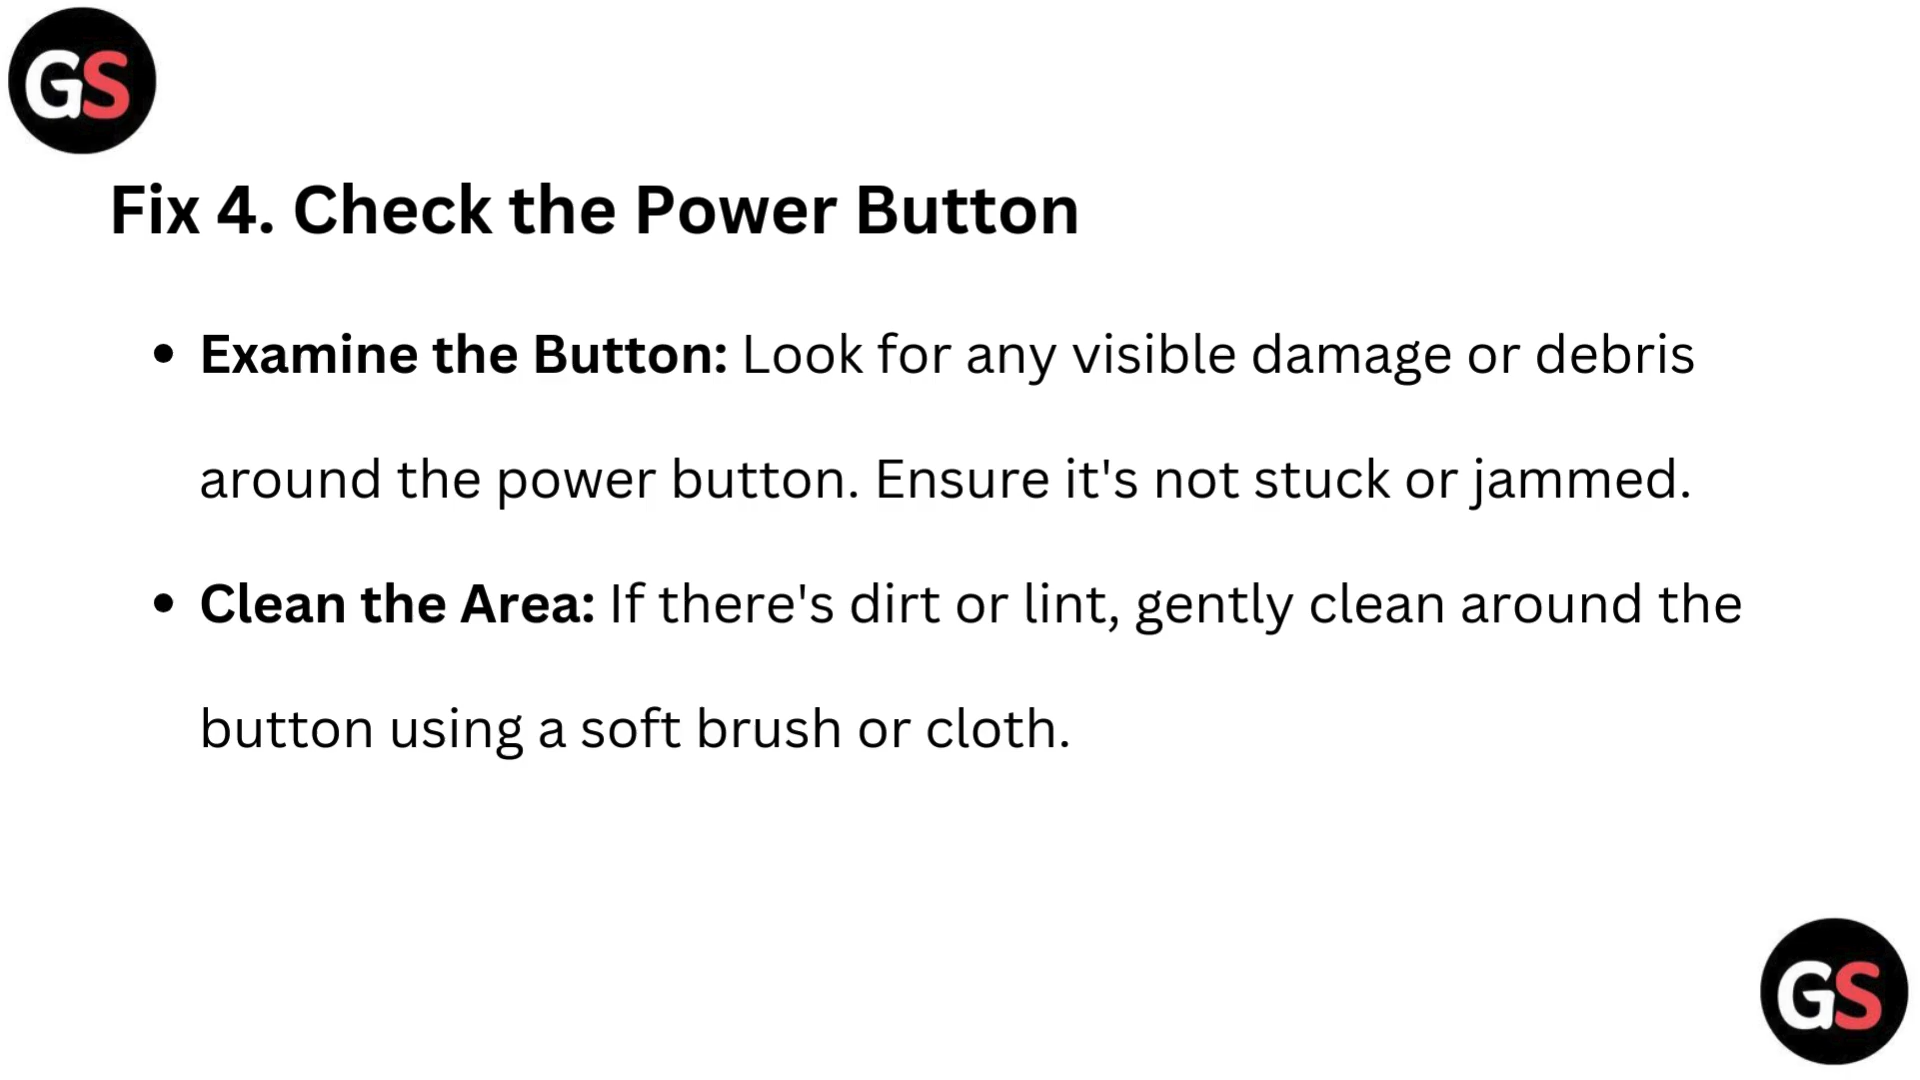 GS
Fix 4. Check the Power Button
• Examine the Button: Look for any visible damage or debris
around the power button. Ensure it's not stuck or jammed.
• Clean the Area: If there's dirt or lint, gently clean around the
button using a soft brush or cloth.
GS